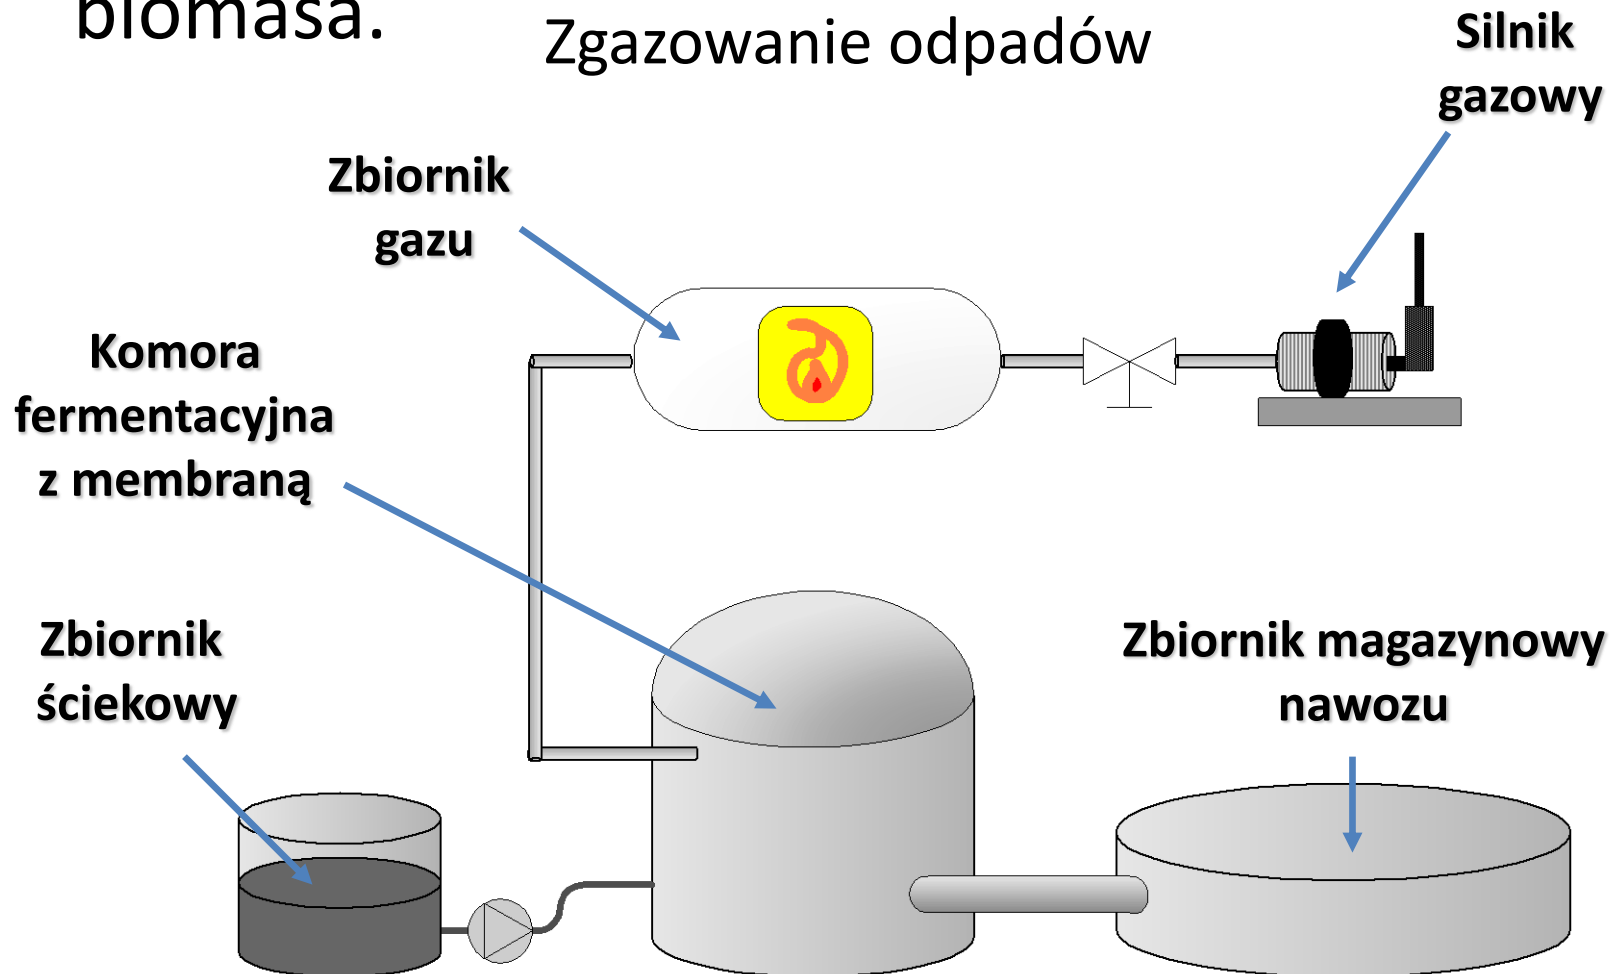 biomasa.
Zgazowanie odpadów
Silnik
gazowy
Zbiornik
gazu
Komora
fermentacyjna
z membraną
Zbiornik
ściekowy
Zbiornik magazynowy
nawozu